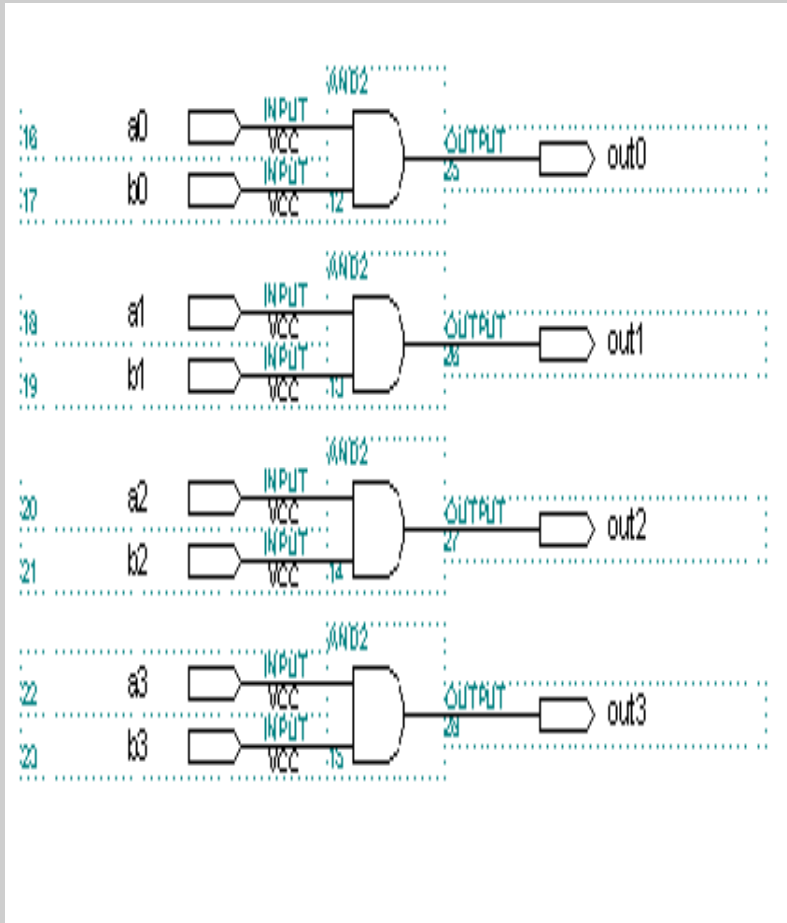 AND2
16 a0 INPUT VCC OUTPUT out0
17 b0 INPUT VCC 12 25
AND2
18 a1 INPUT VCC OUTPUT out1
19 b1 INPUT VCC 13 26
AND2
20 a2 INPUT VCC OUTPUT out2
21 b2 INPUT VCC 14 27
AND2
22 a3 INPUT VCC OUTPUT out3
23 b3 INPUT VCC 15 28